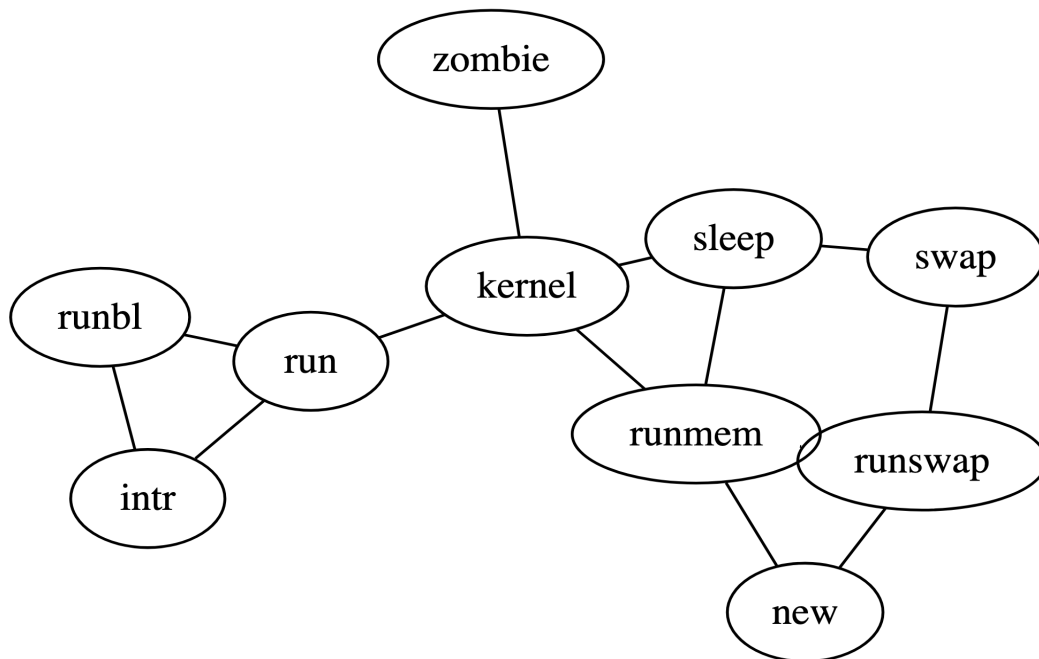 zombie
sleep
swap
kernel
runbl
run
runmem
runswap
intr
new